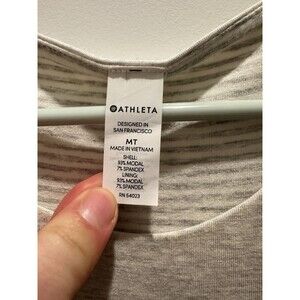 ATHLETA
DESIGNED IN
SAN FRANCISCO
MT
MADE IN VIETNAM
SHELL:
93% MODAL
7% SPANDEX
LINING:
93% MODAL
7% SPANDEX
RN 54023